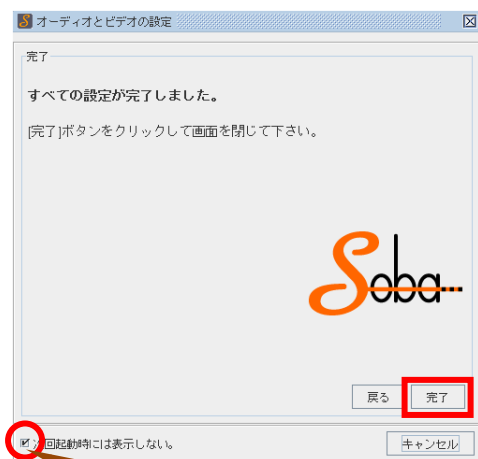 オーディオとビデオの設定
完了
すべての設定が完了しました。
[完了]ボタンをクリックして画面を閉じて下さい。
Soba
戻る 完了
次回起動時には表示しない。 キャンセル